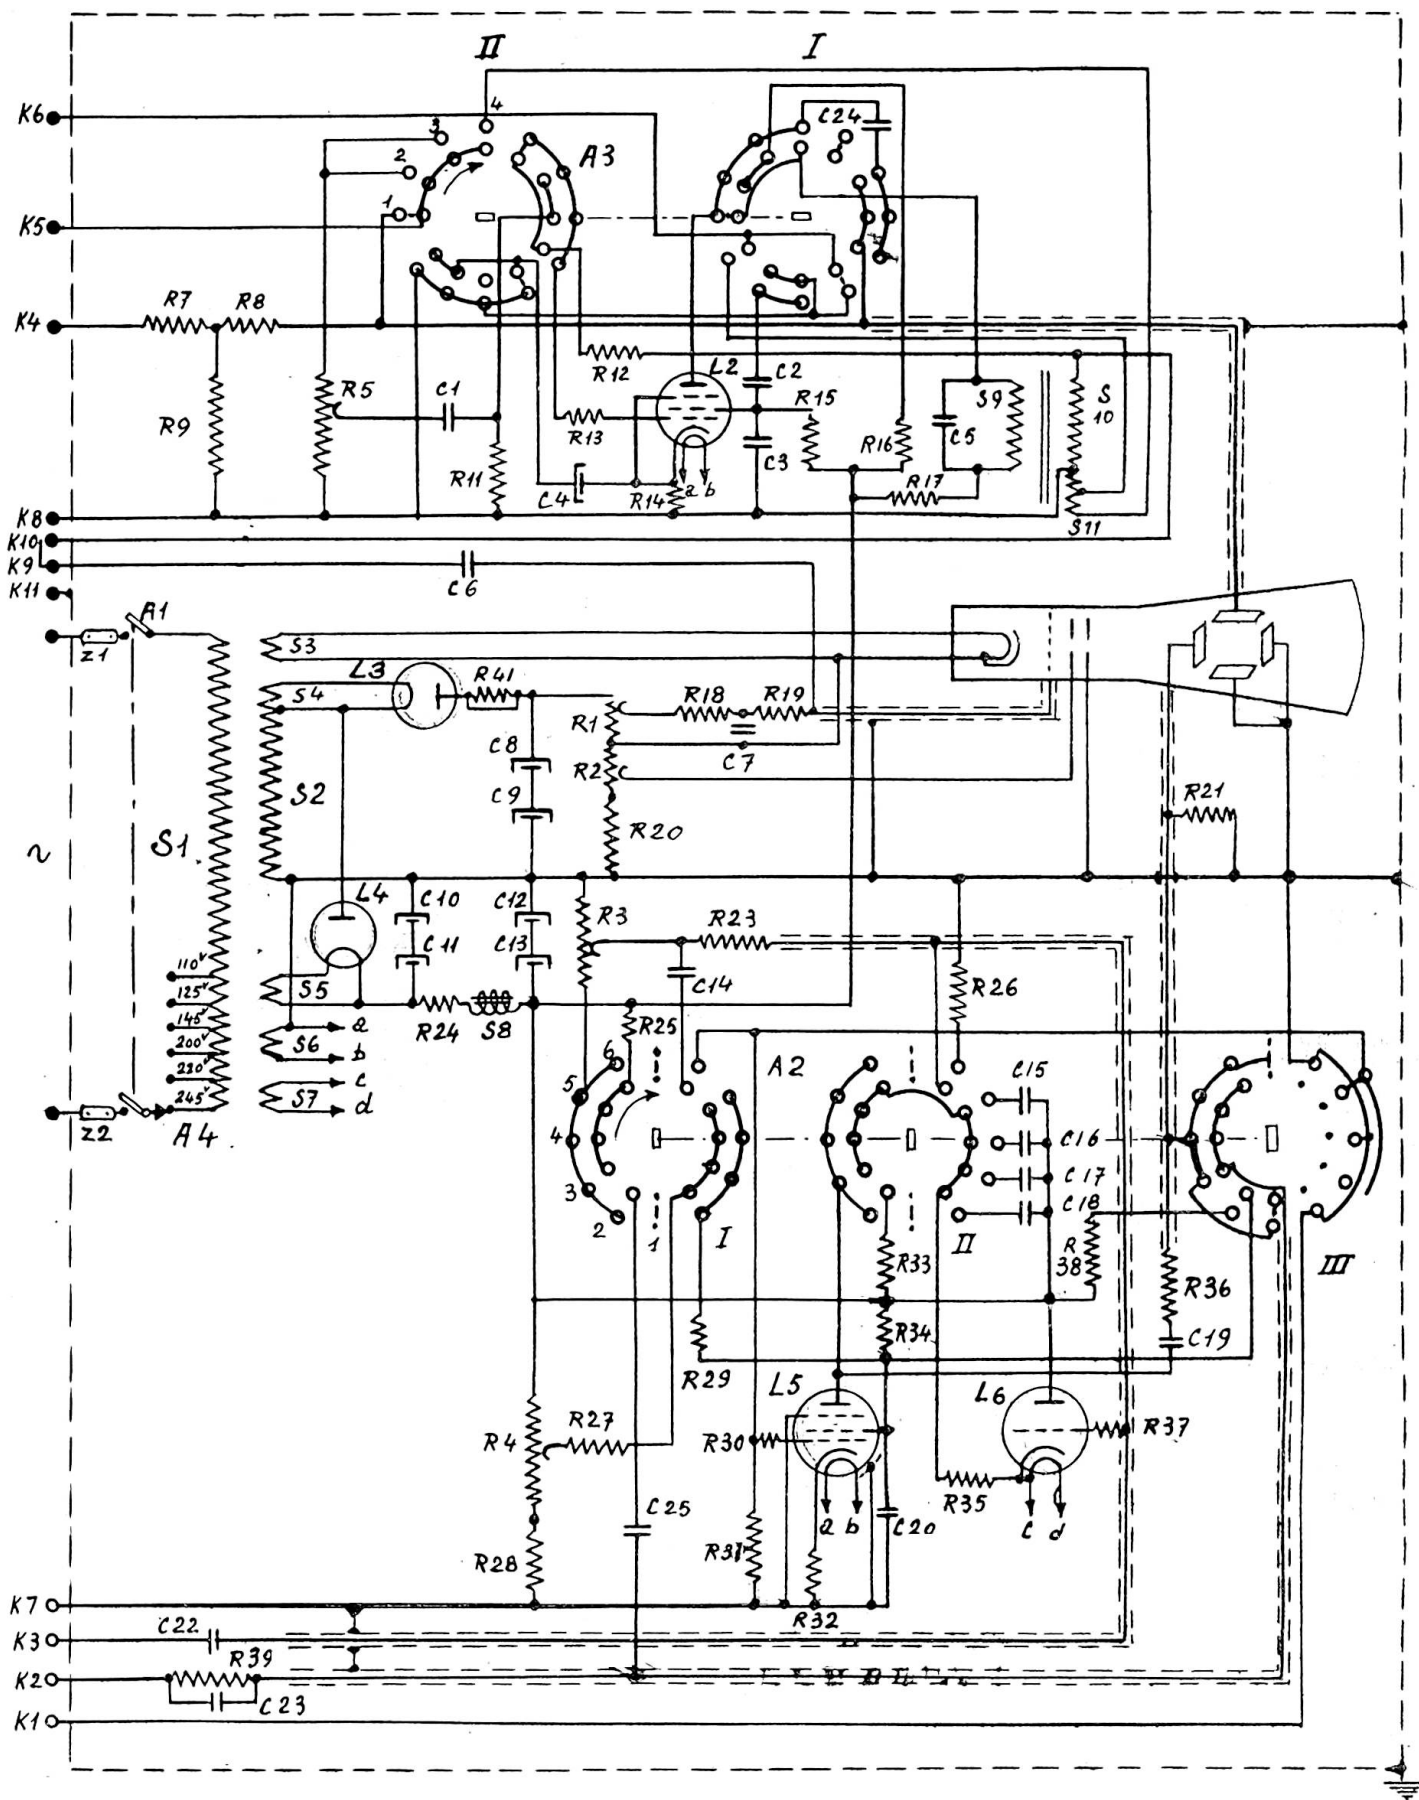 II I
K6
4
C24
3
A3
2
1
K5
K4 R7 R8
R12 L2 C2
R9 R5 C1 R15 S9 S 10
R13 C5
R16
R11 C3
C4 R14 a b R17
K8 S11
K10
K9
C6
K11
A1
Z1 S3
L3 R41
S4 R18 R19
R1
C8 C7
R2
C9 R21
S2
S1 R20
~
L4 C10 C12 R3 R23
C11 C13
110V C14
125V S5 R26
145V a R24 S8 R25
200V S6
220V b 6 A2
c 5 C15
245V S7 d
Z2 A4 4 C16
3 C17
2 1 I II C18
R 38 III
R33
R36
R34
C19
R29 L5 L6
R27
R4 R30 R37
R35
C25 a b C20 c d
R28 R31
K7
C22 R32
K3
R39
K2
C23
K1